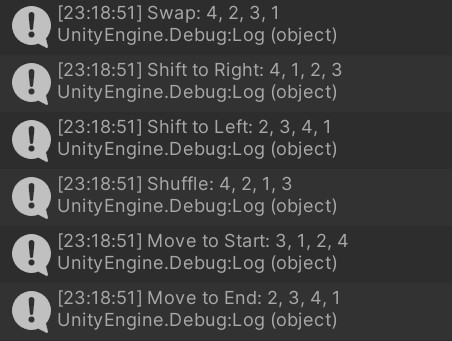 [23:18:51] Swap: 4, 2, 3, 1
UnityEngine.Debug:Log (object)
[23:18:51] Shift to Right: 4, 1, 2, 3
UnityEngine.Debug:Log (object)
[23:18:51] Shift to Left: 2, 3, 4, 1
UnityEngine.Debug:Log (object)
[23:18:51] Shuffle: 4, 2, 1, 3
UnityEngine.Debug:Log (object)
[23:18:51] Move to Start: 3, 1, 2, 4
UnityEngine.Debug:Log (object)
[23:18:51] Move to End: 2, 3, 4, 1
UnityEngine.Debug:Log (object)